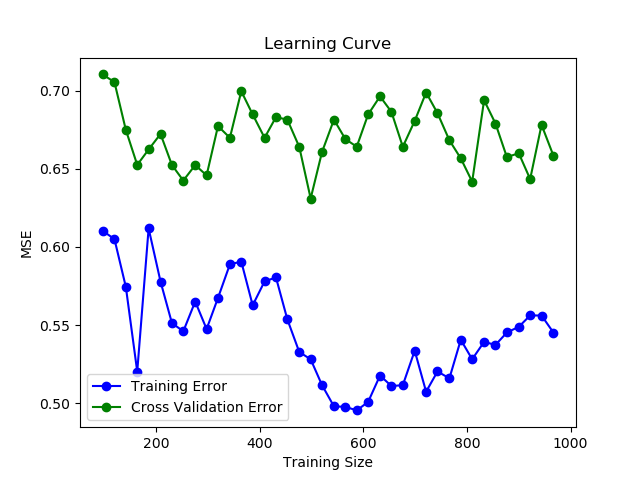 Learning Curve
0.70
0.65
0.60
0.55
0.50
MSE
Training Error
Cross Validation Error
200
400
600
800
1000
Training Size